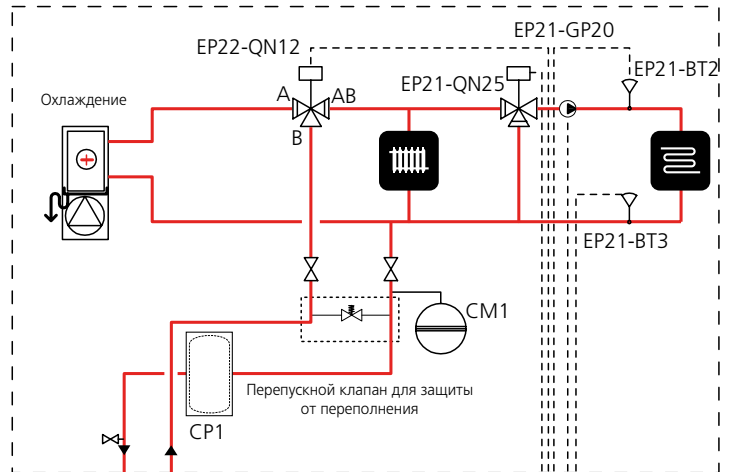 EP21-GP20
EP22-QN12
EP21-BT2
EP21-QN25
Охлаждение
A
AB
B
EP21-BT3
CM1
Перепускной клапан для защиты
от переполнения
CP1